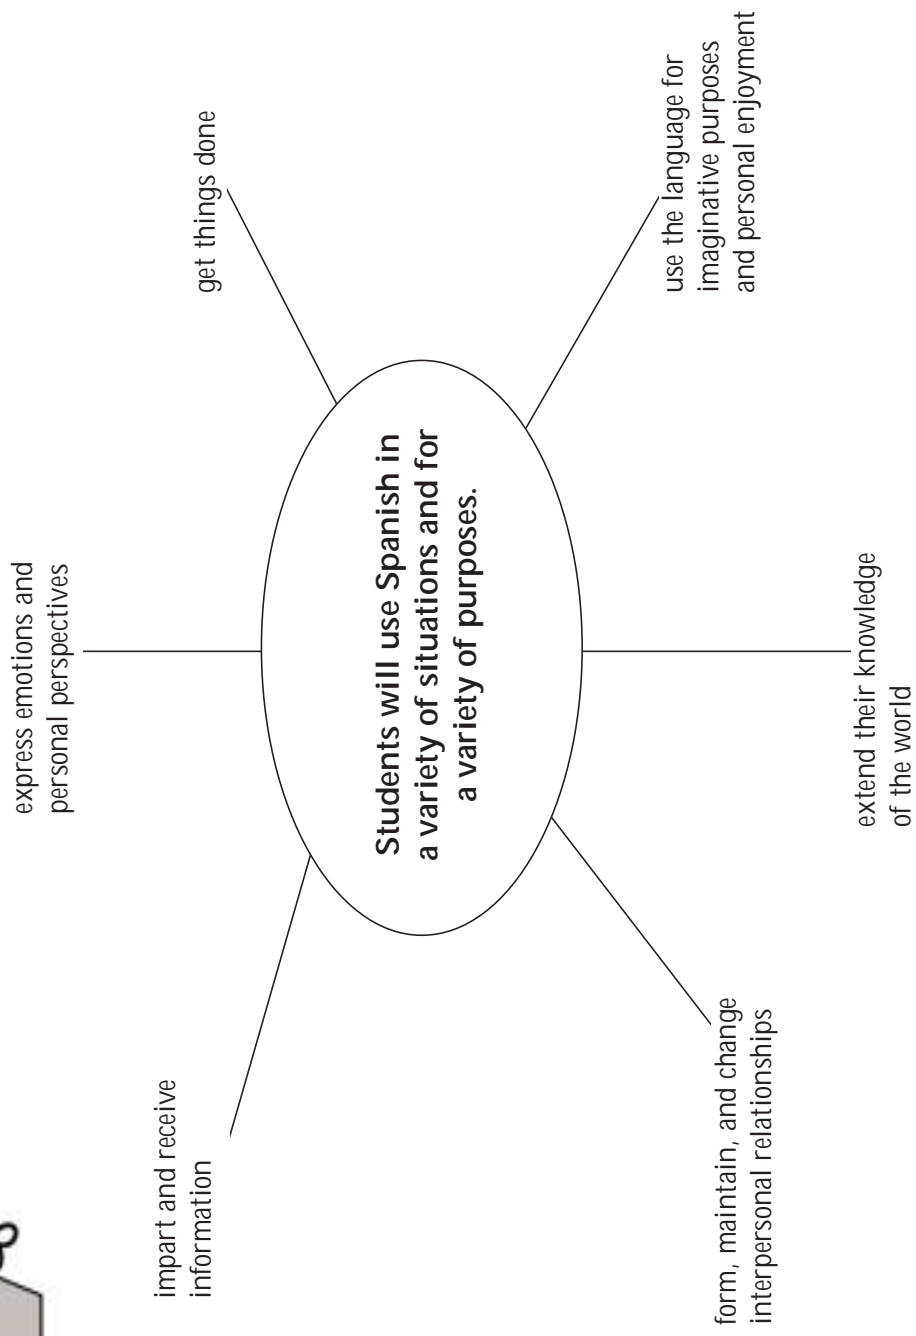 express emotions and
personal perspectives
impart and receive
information
get things done
Students will use Spanish in
a variety of situations and for
a variety of purposes.
form, maintain, and change
interpersonal relationships
use the language for
imaginative purposes
and personal enjoyment
extend their knowledge
of the world